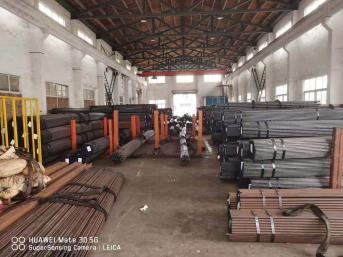 HUAWEI Mate 30 5G
SuperSensing Camera | LEICA